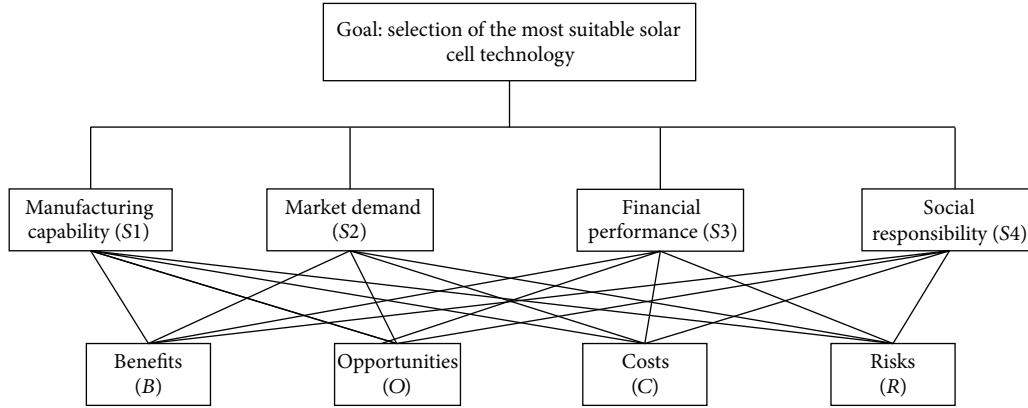 Goal: selection of the most suitable solar
cell technology
Manufacturing
capability (S1)
Market demand
(S2)
Financial
performance (S3)
Social
responsibility (S4)
Benefits
(B)
Opportunities
(O)
Costs
(C)
Risks
(R)